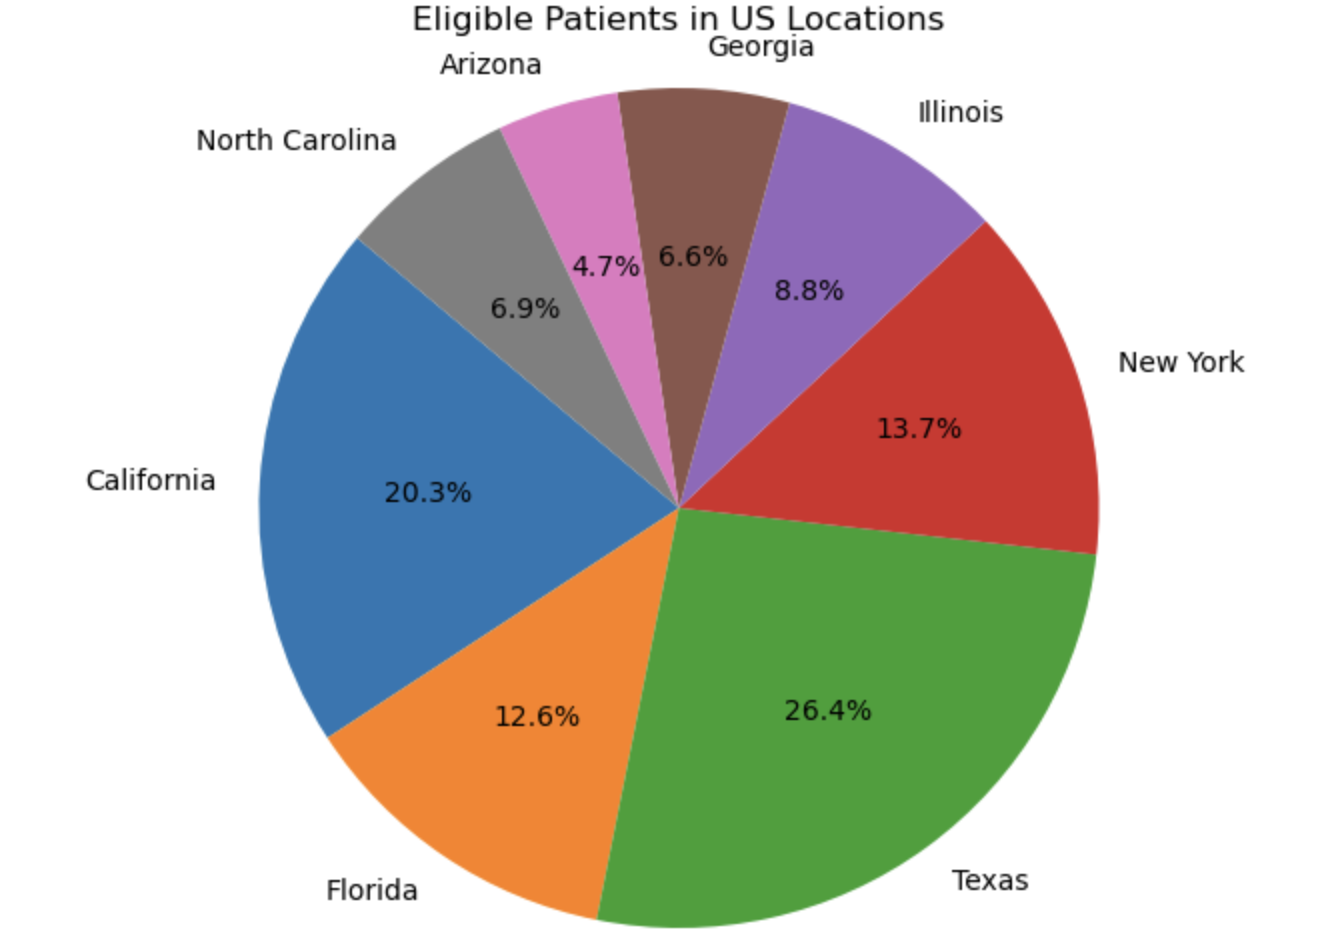 Eligible Patients in US Locations
Georgia
Arizona
Illinois
North Carolina
6.6%
4.7%
8.8%
6.9%
New York
13.7%
California
20.3%
26.4%
12.6%
Texas
Florida